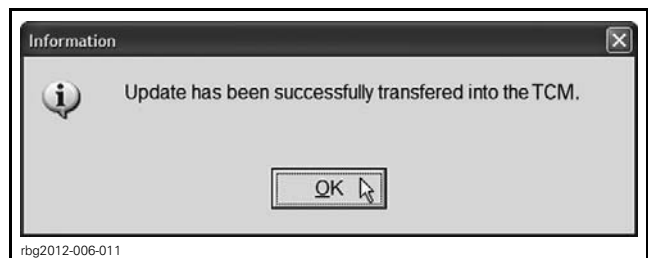 Information
Update has been successfully transfered into the TCM.
OK
rbg2012-006-011